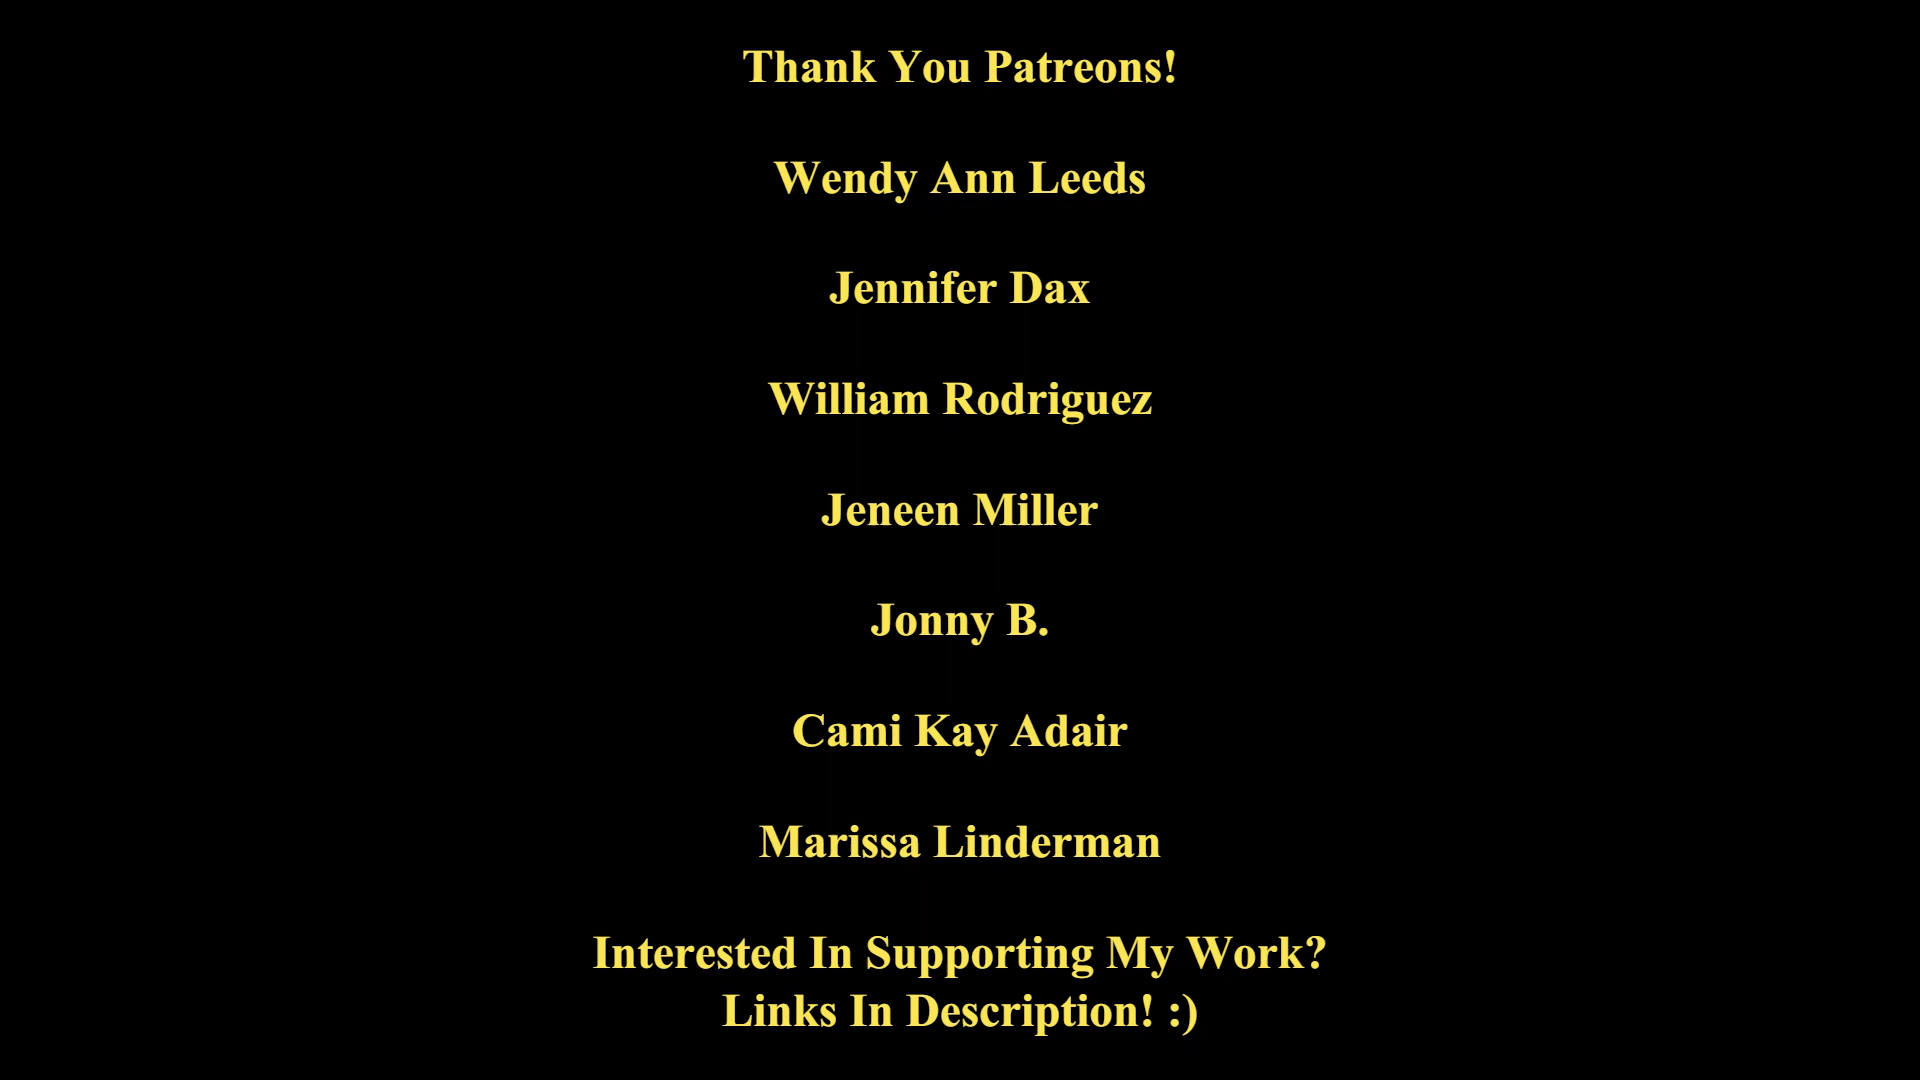 Thank You Patreons!
Wendy Ann Leeds
Jennifer Dax
William Rodriguez
Jeneen Miller
Jonny B.
Cami Kay Adair
Marissa Linderman
Interested In Supporting My Work?
Links In Description! :)